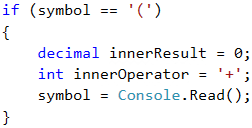 if (symbol == '(')
{
    decimal innerResult = 0;
    int innerOperator = '+';
    symbol = Console.Read();
}